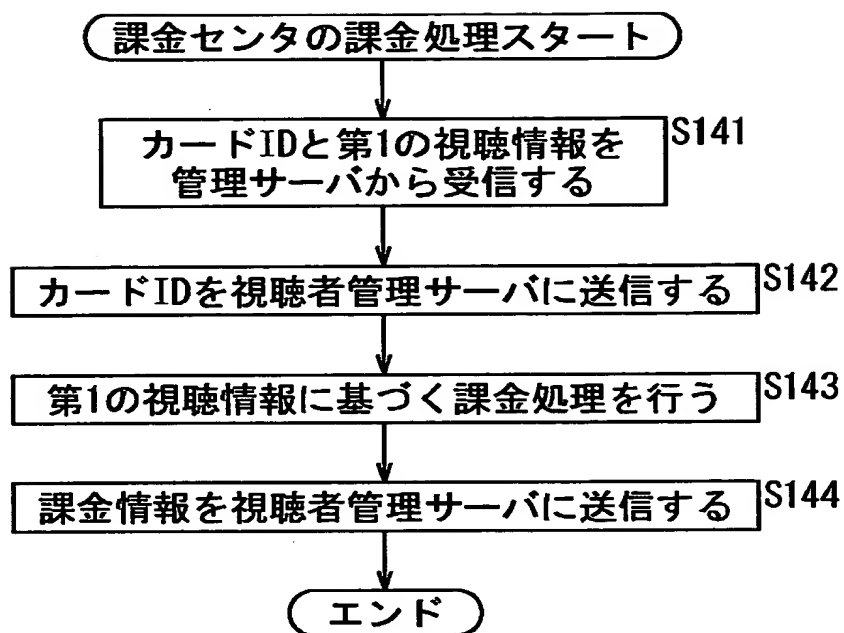 課金センタの課金処理スタート
カードIDと第1の視聴情報を
管理サーバから受信する
S141
カードIDを視聴者管理サーバに送信する
S142
第1の視聴情報に基づく課金処理を行う
S143
課金情報を視聴者管理サーバに送信する
S144
エンド